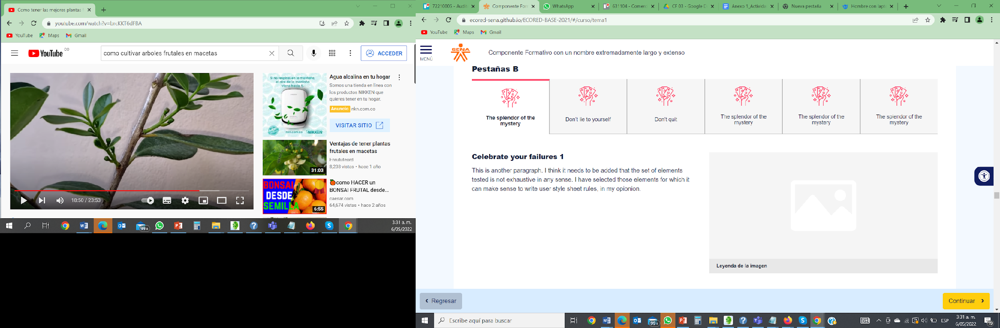 Como tener las mejores plantas f
youtube.com/watch?v=brcKKT6dFBA
YouTube
Maps
Gmail
YouTube CO
como cultivar arboles frutales en macetas
ACCEDER
18:50 / 23:53
Si no respiras en la montaña,
el aire de la montaña
viene hacia ti.
nkn.com.co
NIKKEN
Agua alcalina en tu hogar
Somos una tienda en línea con
los productos NIKKEN que
quieres tener en tu hogar.
Anuncio nkn.com.co
VISITAR SITIO
31:03
Ventajas de tener plantas
frutales en macetas
Enrututeord
8,238 vistas • hace 1 año
BONSAI
DESDE
SEMILLA
6:55
como HACER un
BONSAI FRUTAL desde...
caesar.com
64,674 vistas • hace 2 años
99+
3:31 a. m.
6/05/2022
72210005 - Audit
Componente Form
WhatsApp
631104 - Comerc
CF 03 - Google D
Anexo 1_Activida
Nueva pestaña
Hombre con lapt
ecored-sena.github.io/ECORED-BASE-2021/#/curso/tema1
YouTube
Maps
Gmail
MENÚ
SENA
Componente Formativo con un nombre extremadamente largo y extenso
Pestañas B
The splendor of the
mystery
Don't lie to yourself
Don't quit
The splendor of the
mystery
The splendor of the
mystery
The splendor of the
mystery
Celebrate your failures 1
This is another paragraph. I think it needs to be added that the set of elements
tested is not exhaustive in any sense. I have selected those elements for which it
can make sense to write user style sheet rules, in my opionion.
Leyenda de la imagen
Regresar
Continuar
Escribe aquí para buscar
99+
ESP
3:31 a. m.
6/05/2022
19